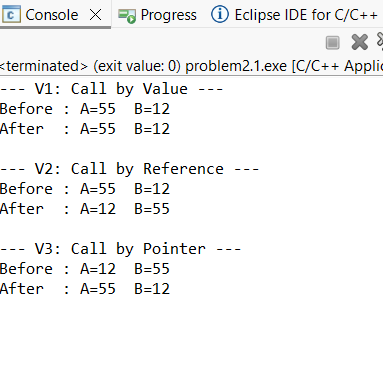 Console Progress Eclipse IDE for C/C++
<terminated> (exit value: 0) problem2.1.exe [C/C++ Applic
--- V1: Call by Value ---
Before : A=55  B=12
After  : A=55  B=12
--- V2: Call by Reference ---
Before : A=55  B=12
After  : A=12  B=55
--- V3: Call by Pointer ---
Before : A=12  B=55
After  : A=55  B=12